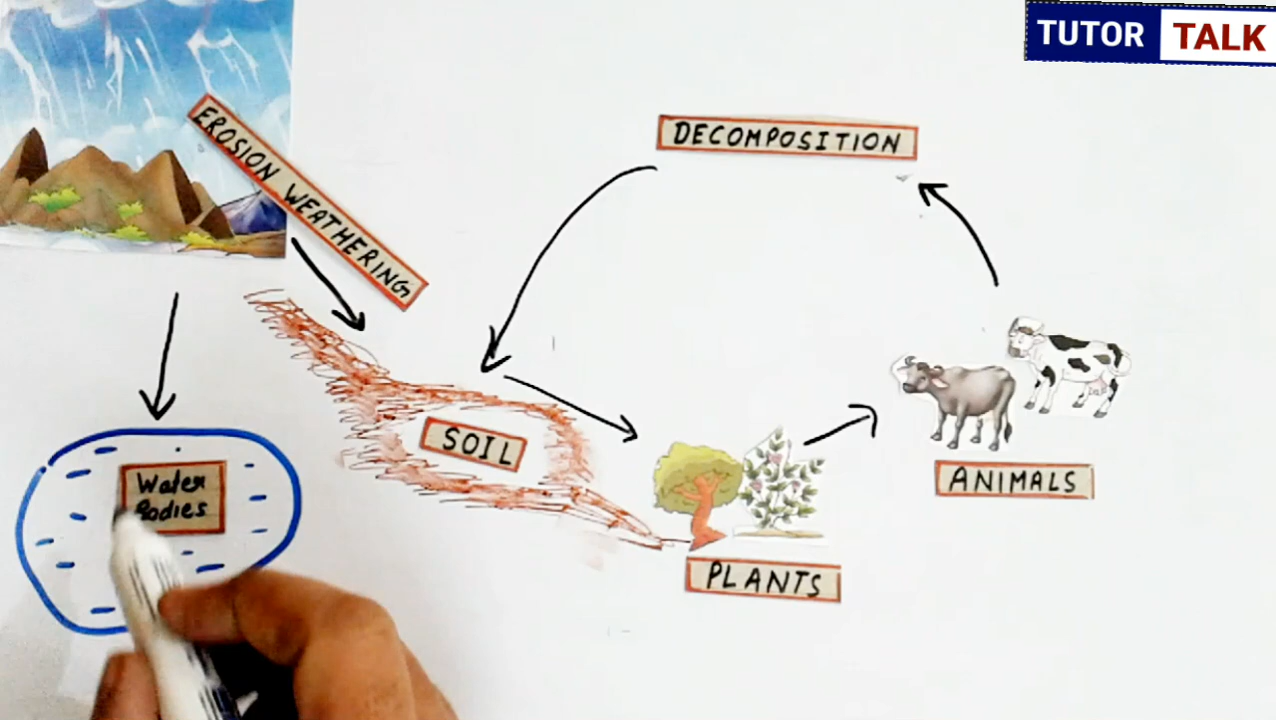 TUTOR TALK
EROSION WEATHERING
DECOMPOSITION
SOIL
Water
Bodies
ANIMALS
PLANTS